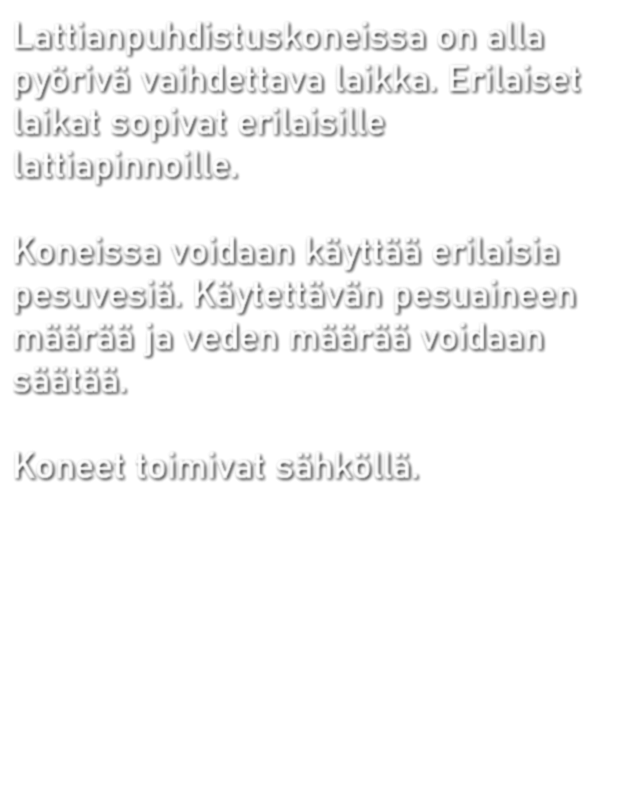 Lattianpuhdistuskoneissa on alla
pyörivä vaihdettava laikka. Erilaiset
laikat sopivat erilaisille
lattiapinnoille.
Koneissa voidaan käyttää erilaisia
pesuvesiä. Käytettävän pesuaineen
määrää ja veden määrää voidaan
säätää.
Koneet toimivat sähköllä.